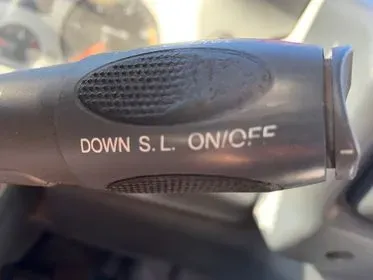 DOWN S. L. ON/OFF